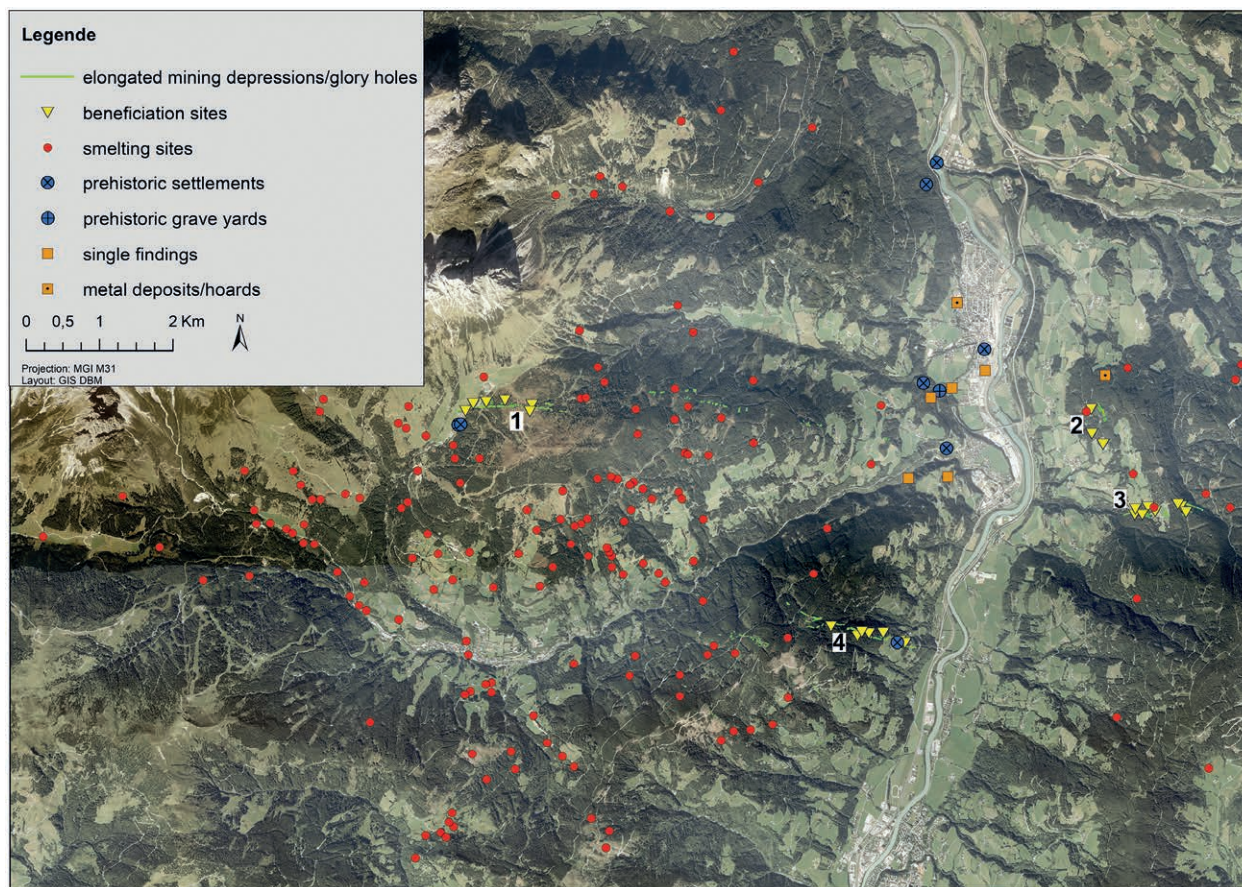 Legende
elongated mining depressions/glory holes
beneficiation sites
smelting sites
prehistoric settlements
prehistoric grave yards
single findings
metal deposits/hoards
0 0,5 1 2 Km
N
Projection: MGI M31
Layout: GIS DBM
1
2
3
4